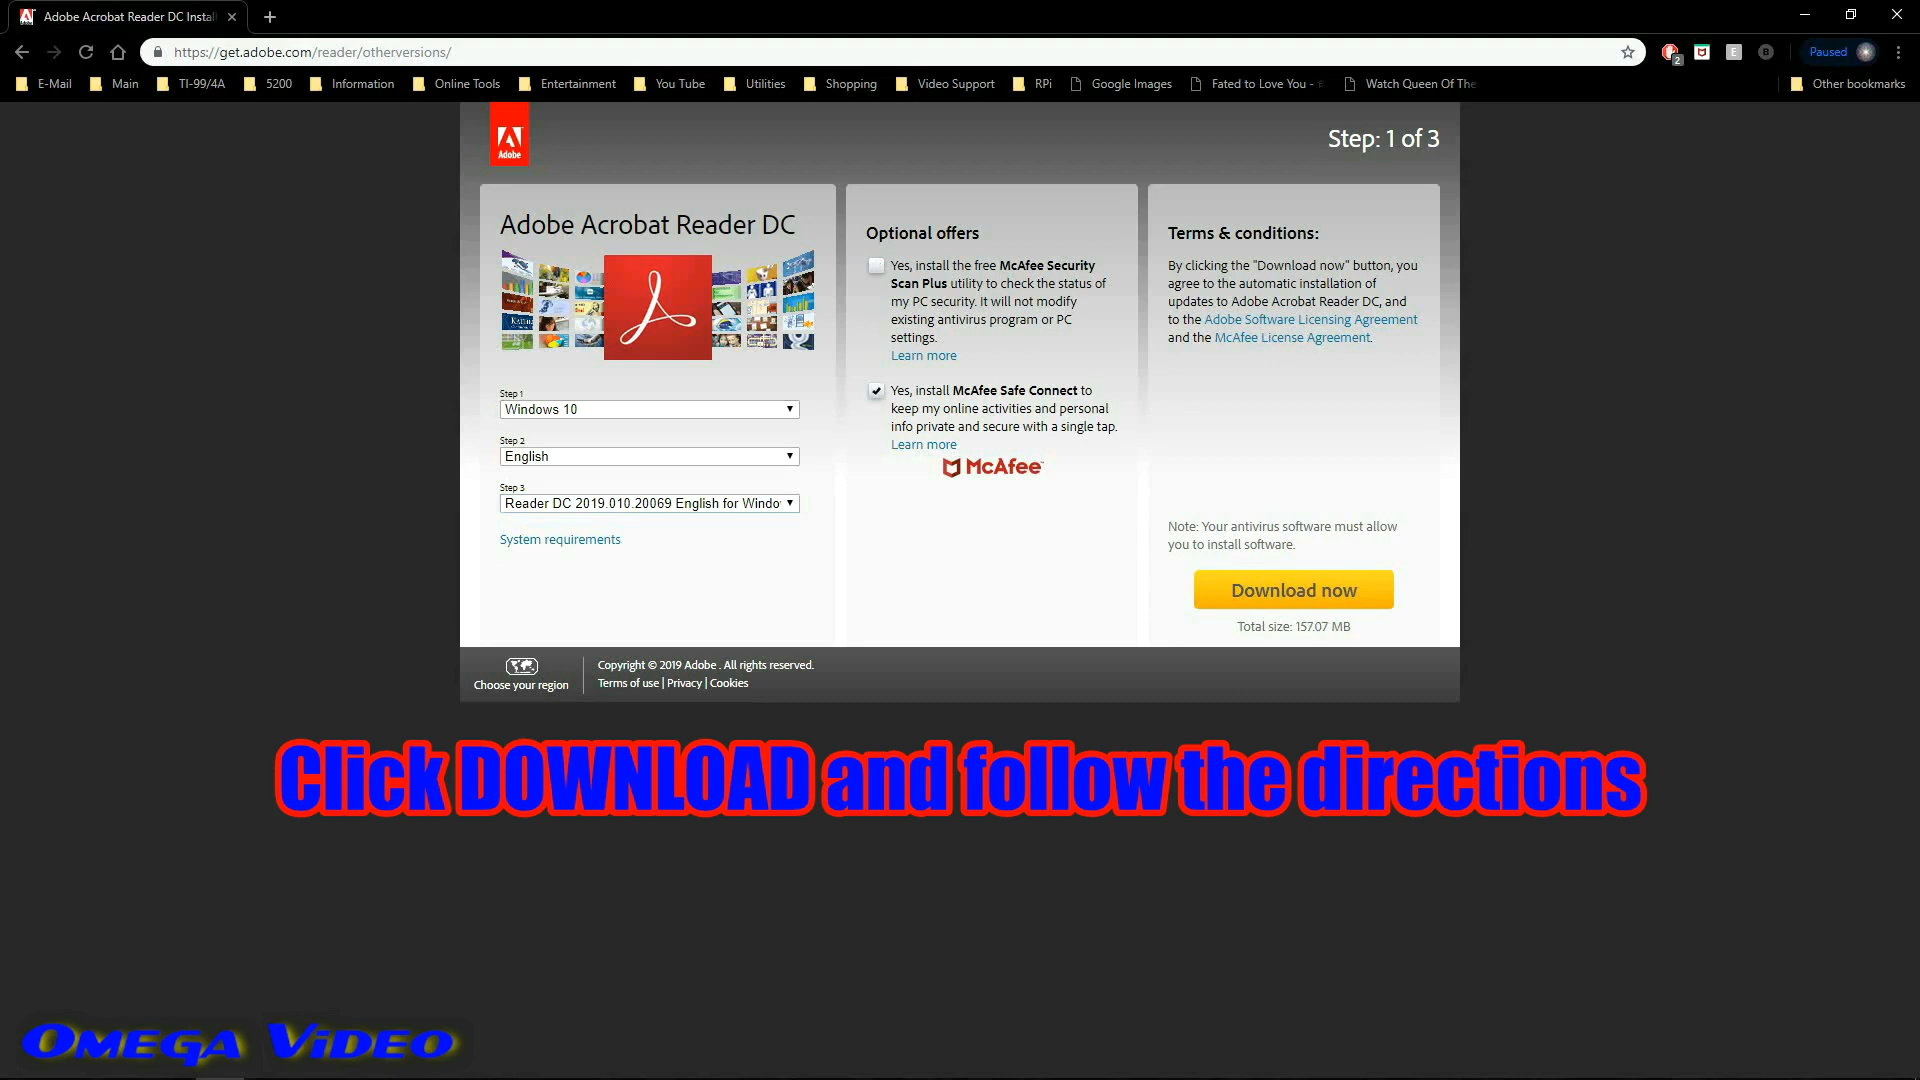 Adobe Acrobat Reader DC Install
https://get.adobe.com/reader/otherversions/
2
E
B
Paused
E-Mail
Main
TI-99/4A
5200
Information
Online Tools
Entertainment
You Tube
Utilities
Shopping
Video Support
RPi
Google Images
Fated to Love You -
Watch Queen Of The
Other bookmarks
Adobe
Step: 1 of 3
Adobe Acrobat Reader DC
Step 1
Windows 10
Step 2
English
Step 3
Reader DC 2019.010.20069 English for Windo
System requirements
Optional offers
Yes, install the free McAfee Security
Scan Plus utility to check the status of
my PC security. It will not modify
existing antivirus program or PC
settings.
Learn more
Yes, install McAfee Safe Connect to
keep my online activities and personal
info private and secure with a single tap.
Learn more
McAfee™
Terms & conditions:
By clicking the "Download now" button, you
agree to the automatic installation of
updates to Adobe Acrobat Reader DC, and
to the Adobe Software Licensing Agreement
and the McAfee License Agreement.
Note: Your antivirus software must allow
you to install software.
Download now
Total size: 157.07 MB
Choose your region
Copyright © 2019 Adobe . All rights reserved.
Terms of use | Privacy | Cookies
Click DOWNLOAD and follow the directions
Omega Video